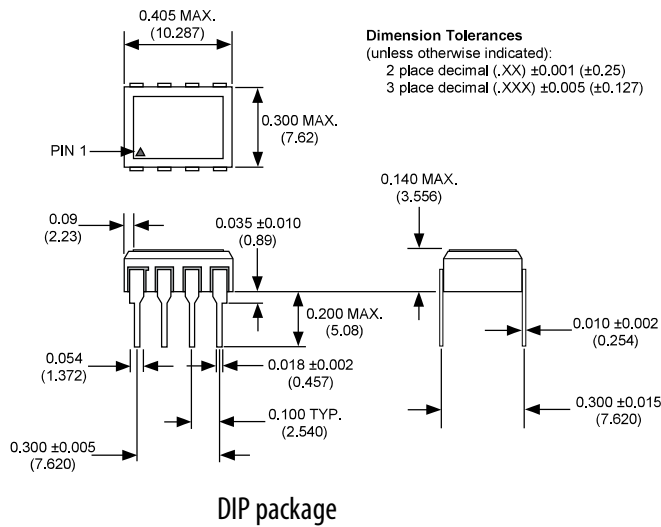 0.405 MAX.
(10.287)
Dimension Tolerances
(unless otherwise indicated):
2 place decimal (.XX) ±0.001 (±0.25)
3 place decimal (.XXX) ±0.005 (±0.127)
0.300 MAX.
(7.62)
PIN 1
0.140 MAX.
(3.556)
0.09
(2.23)
0.035 ±0.010
(0.89)
0.200 MAX.
(5.08)
0.010 ±0.002
(0.254)
0.054
(1.372)
0.018 ±0.002
(0.457)
0.100 TYP.
(2.540)
0.300 ±0.015
(7.620)
0.300 ±0.005
(7.620)
DIP package